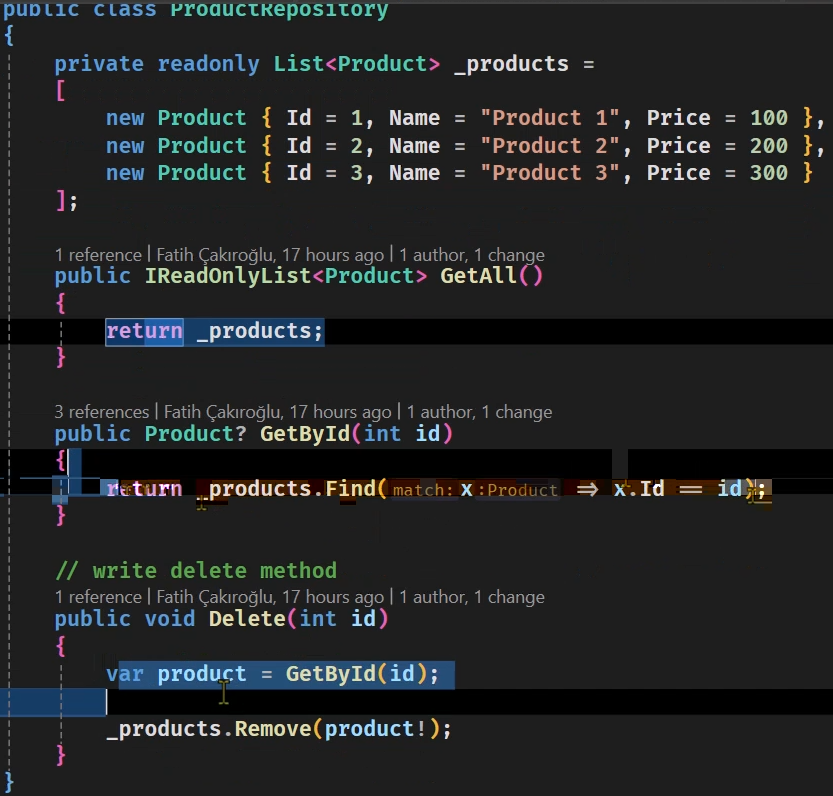 public class ProductRepository
{
private readonly List<Product> _products =
[
new Product { Id = 1, Name = "Product 1", Price = 100 },
new Product { Id = 2, Name = "Product 2", Price = 200 },
new Product { Id = 3, Name = "Product 3", Price = 300 }
];
1 reference | Fatih Çakıroğlu, 17 hours ago | 1 author, 1 change
public IReadOnlyList<Product> GetAll()
{
return _products;
}
3 references | Fatih Çakıroğlu, 17 hours ago | 1 author, 1 change
public Product? GetById(int id)
{
return _products.Find(match: x :Product => x.Id == id);
}
// write delete method
1 reference | Fatih Çakıroğlu, 17 hours ago | 1 author, 1 change
public void Delete(int id)
{
var product = GetById(id);
_products.Remove(product!);
}
}